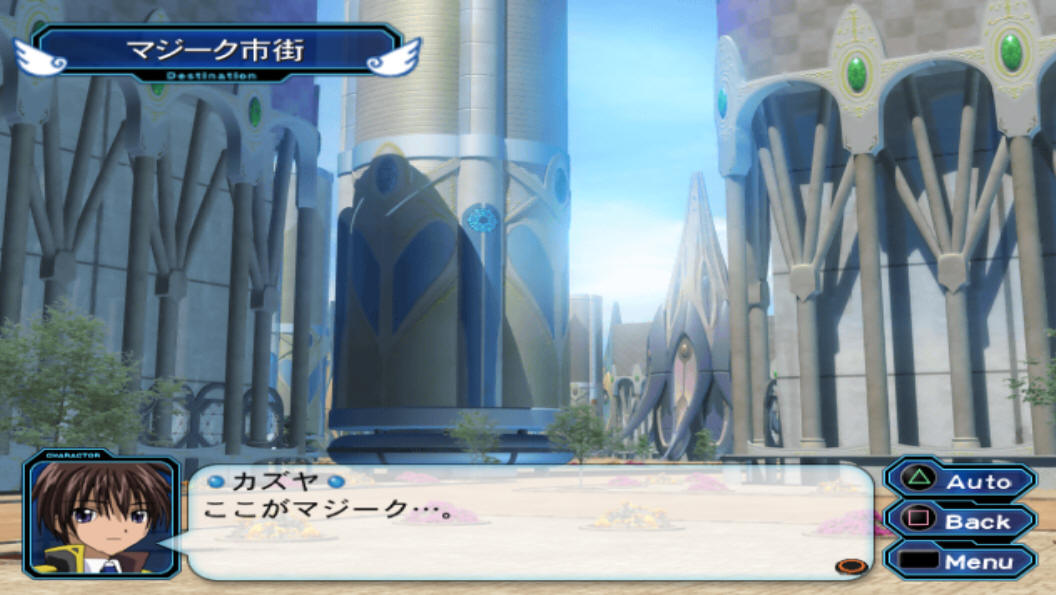 マジーク市街
Destination
CHARACTOR
カズヤ
ここがマジーク…。
Auto
Back
Menu